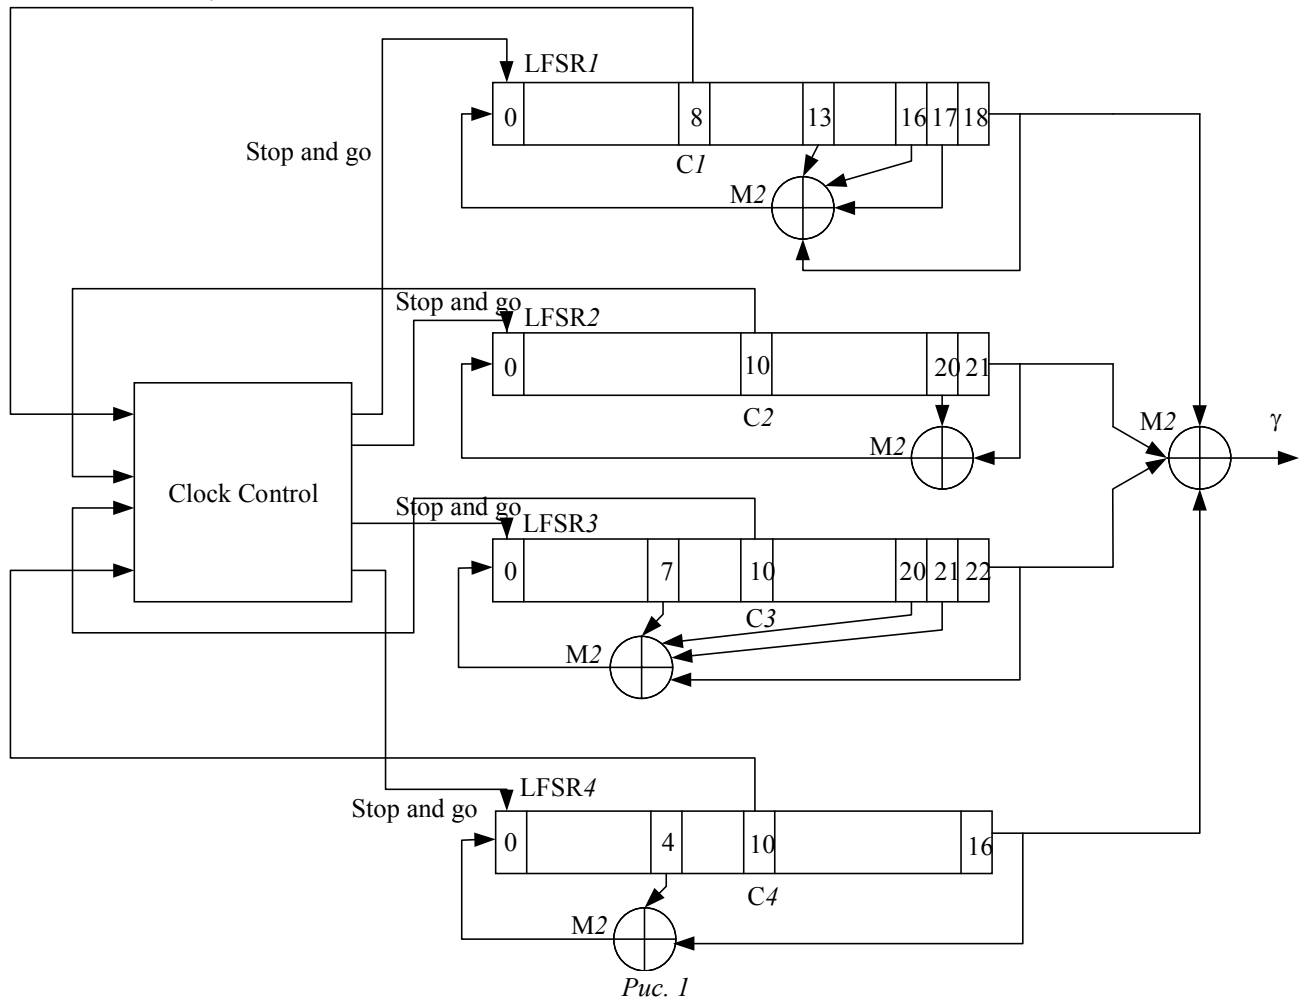 LFSR1
0 8 13 16 17 18
Stop and go
C1
M2
Stop and go
LFSR2
0 10 20 21
C2
M2
M2
γ
Clock Control
Stop and go
LFSR3
0 7 10 20 21 22
C3
M2
LFSR4
Stop and go
0 4 10 16
C4
M2
Рис. 1